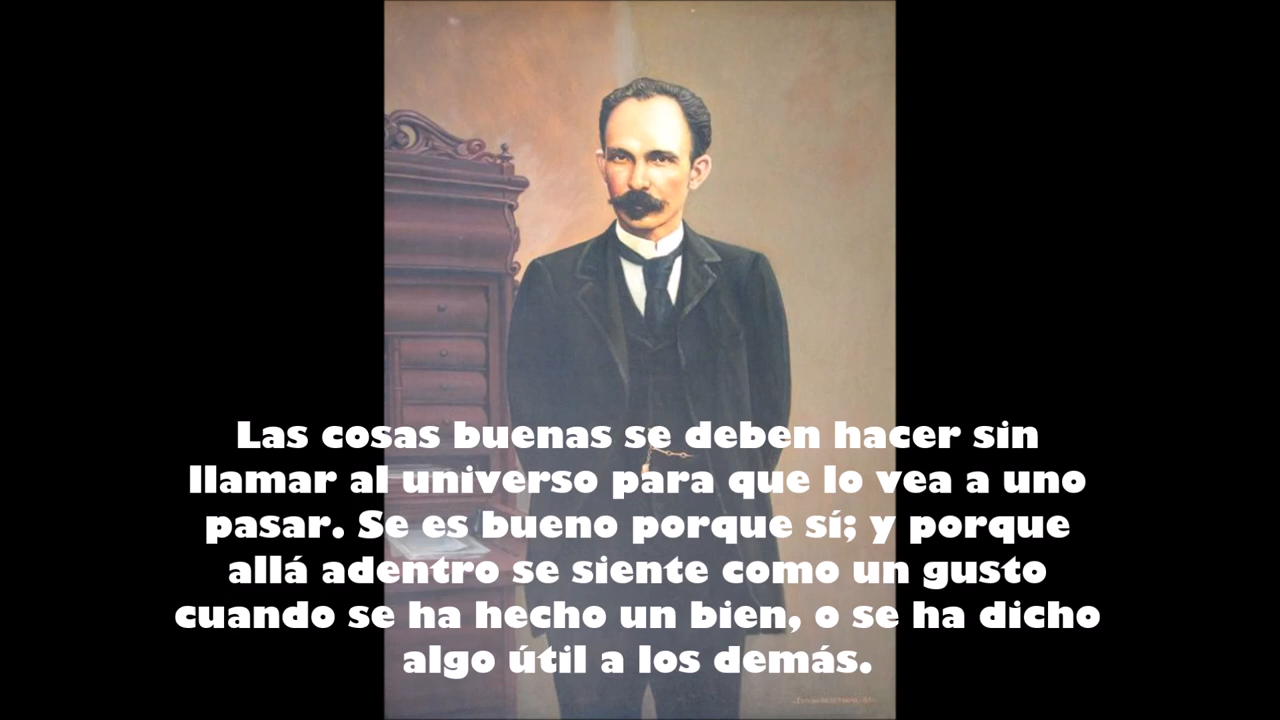 Las cosas buenas se deben hacer sin
llamar al universo para que lo vea a uno
pasar. Se es bueno porque sí; y porque
allá adentro se siente como un gusto
cuando se ha hecho un bien, o se ha dicho
algo útil a los demás.